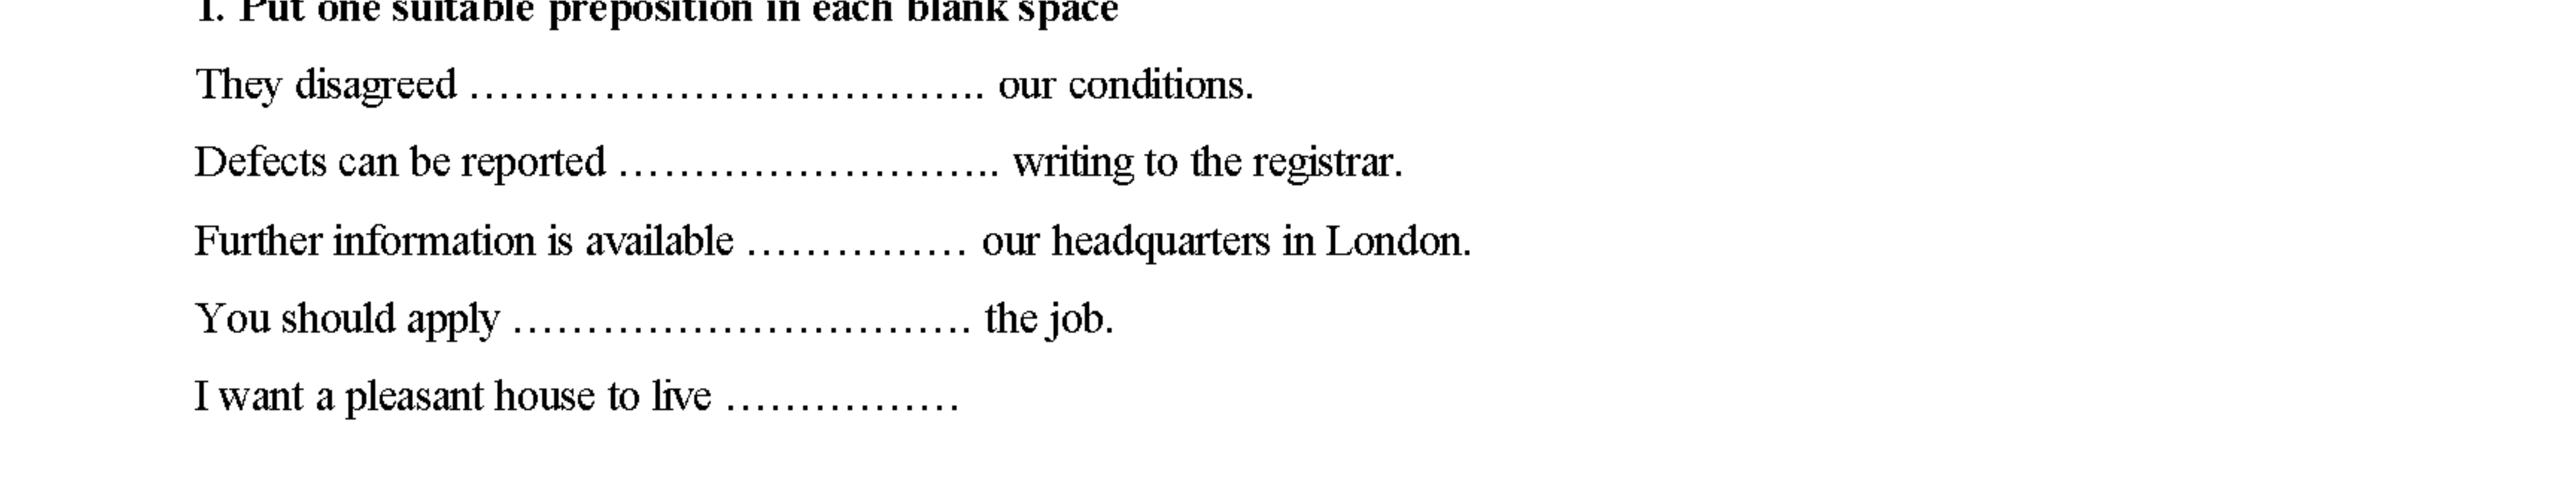 1. Put one suitable preposition in each blank space
They disagreed ……………………………….. our conditions.
Defects can be reported …………………….. writing to the registrar.
Further information is available …………… our headquarters in London.
You should apply …………………………. the job.
I want a pleasant house to live …………….